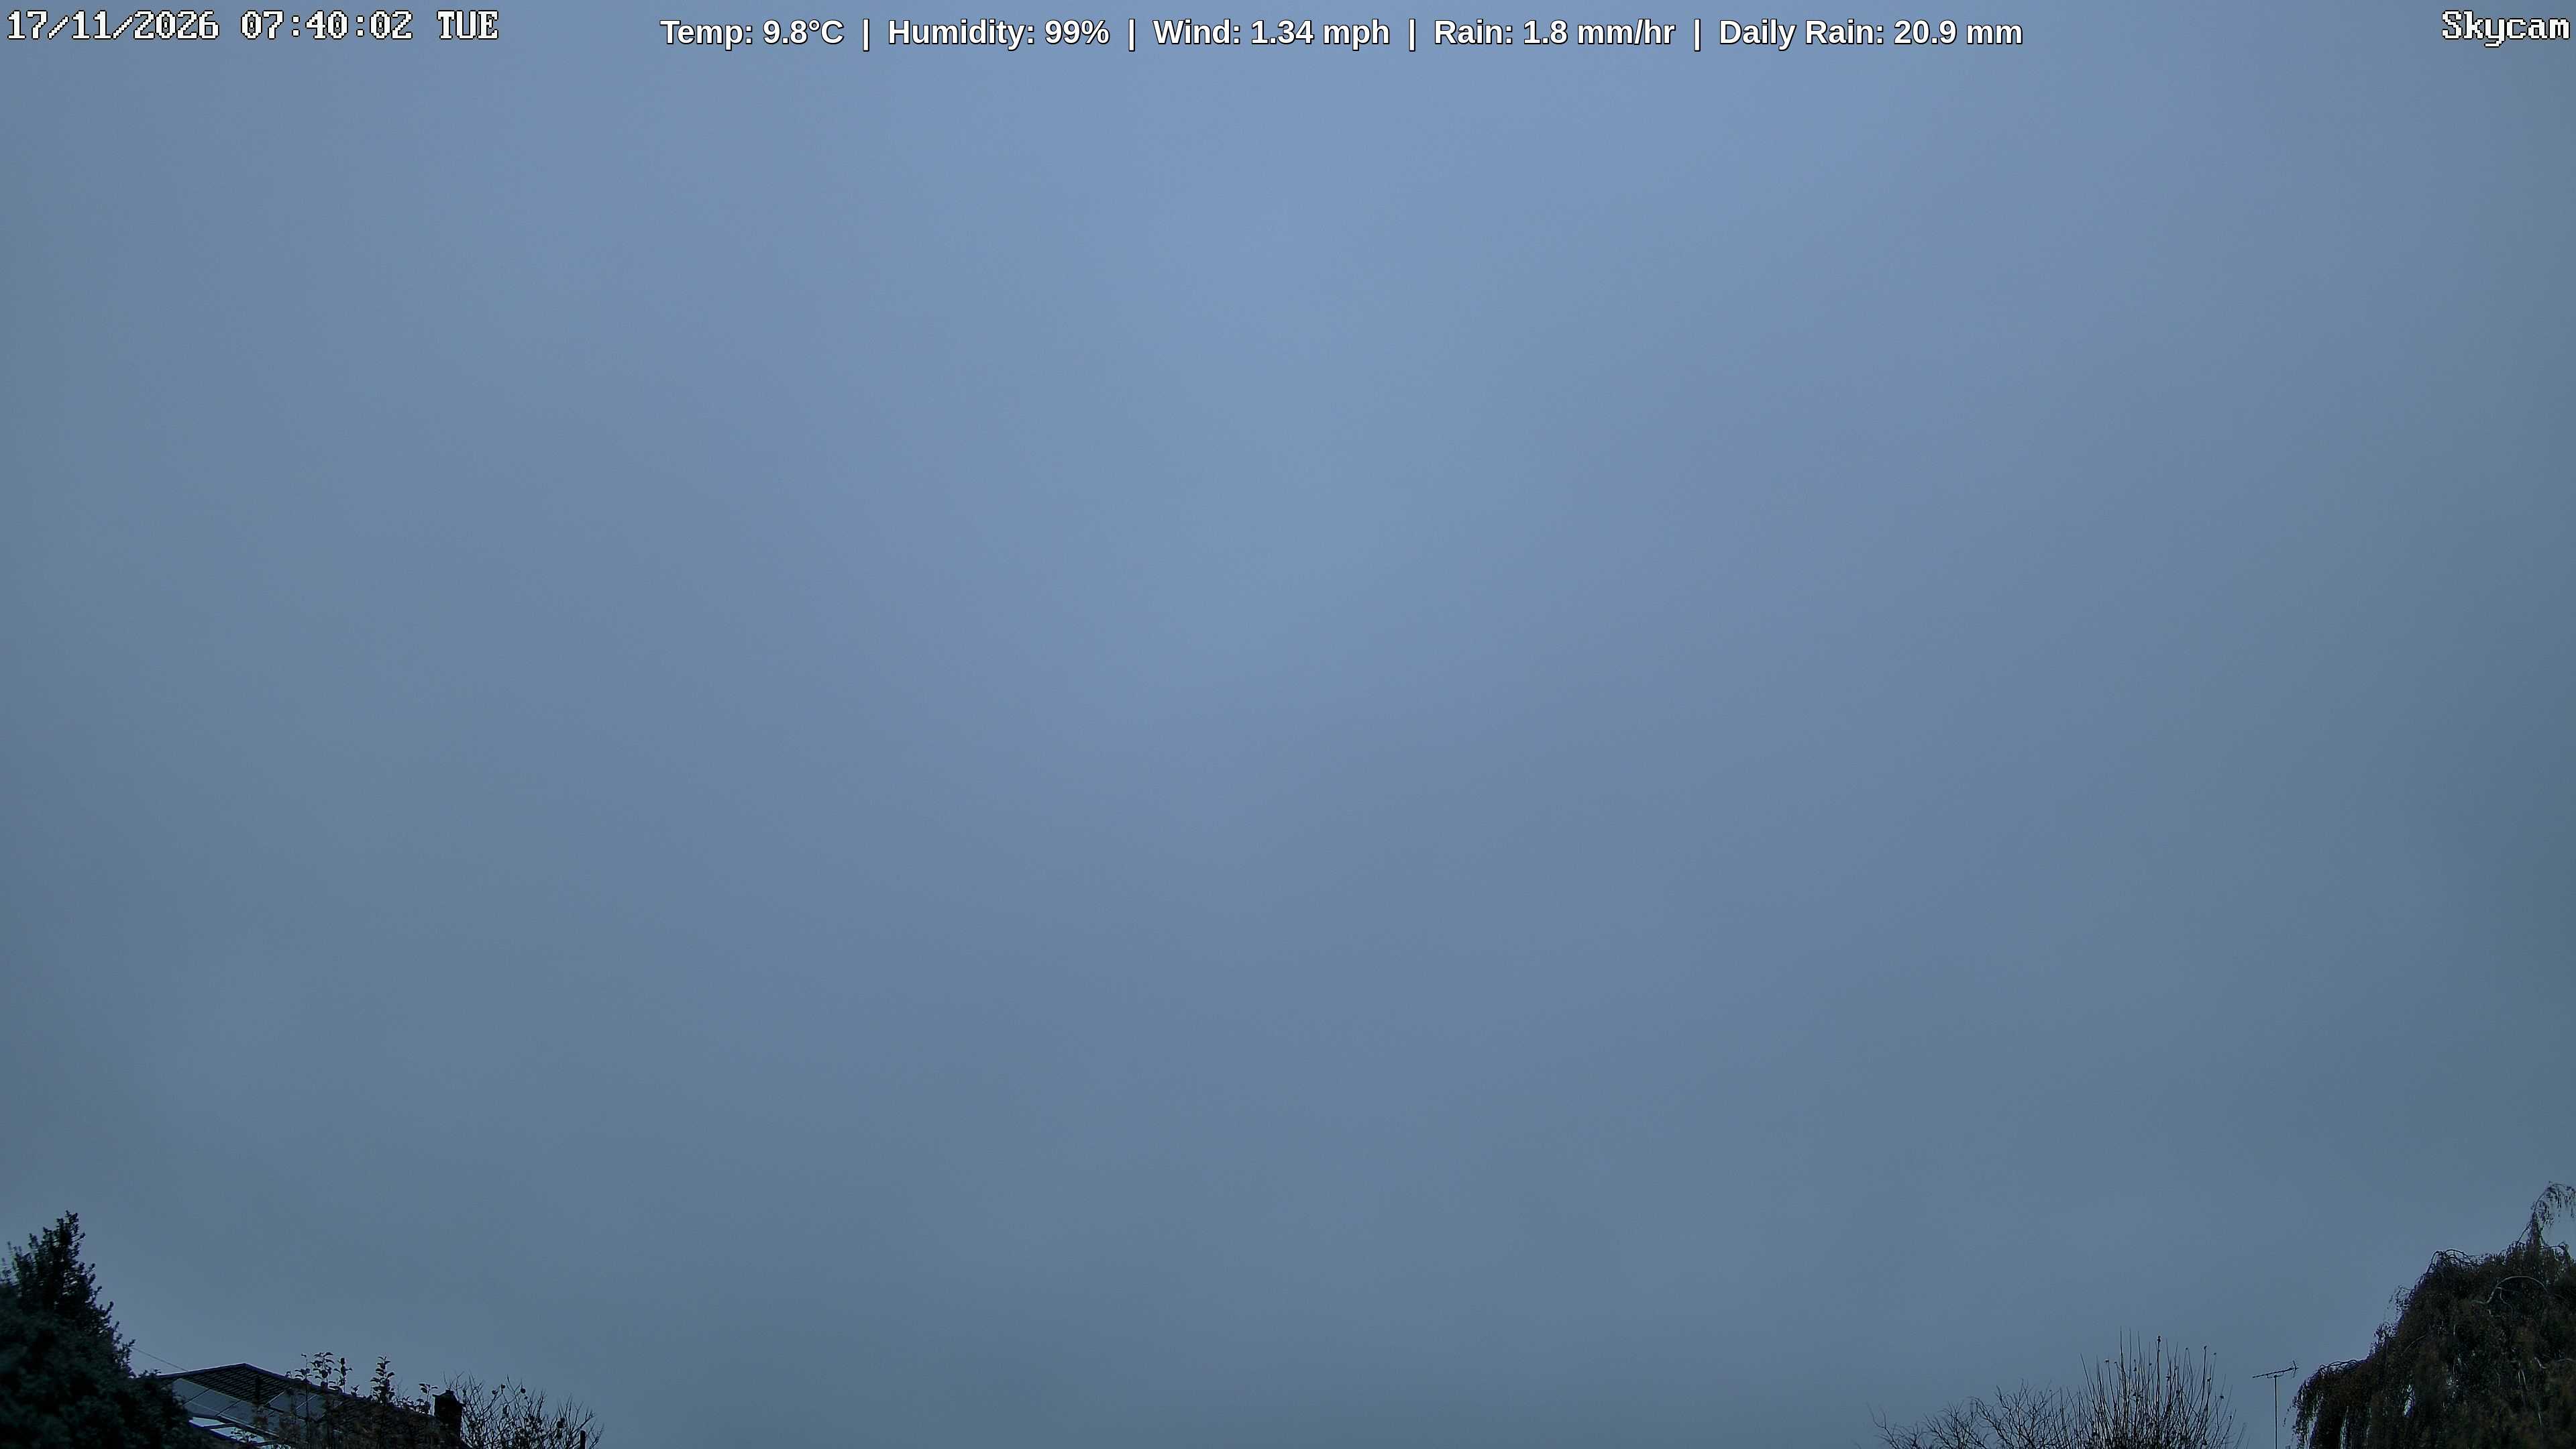 17/11/2026 07:40:02 TUE
Temp: 9.8°C | Humidity: 99% | Wind: 1.34 mph | Rain: 1.8 mm/hr | Daily Rain: 20.9 mm
Skycam